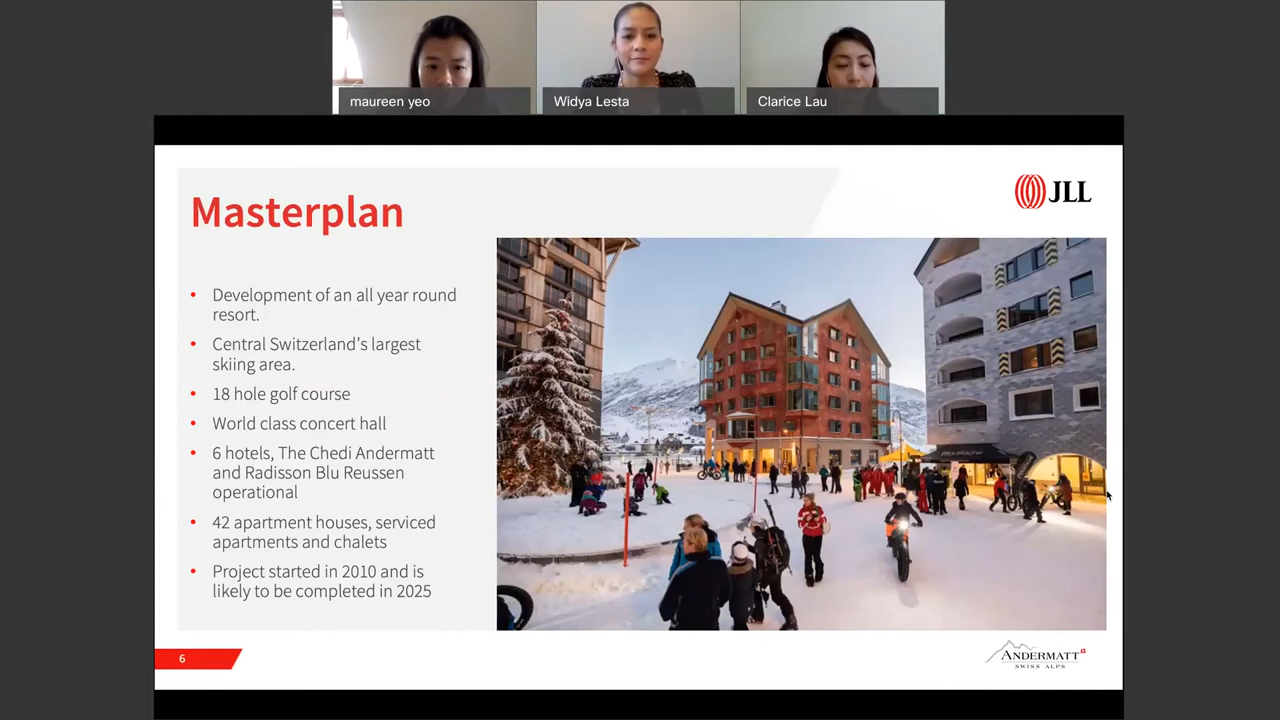 maureen yeo
Widya Lesta
Clarice Lau
Masterplan
JLL
Development of an all year round
resort.
Central Switzerland's largest
skiing area.
18 hole golf course
World class concert hall
6 hotels, The Chedi Andermatt
and Radisson Blu Reussen
operational
42 apartment houses, serviced
apartments and chalets
Project started in 2010 and is
likely to be completed in 2025
6
ANDERMATT
SWISS ALPS